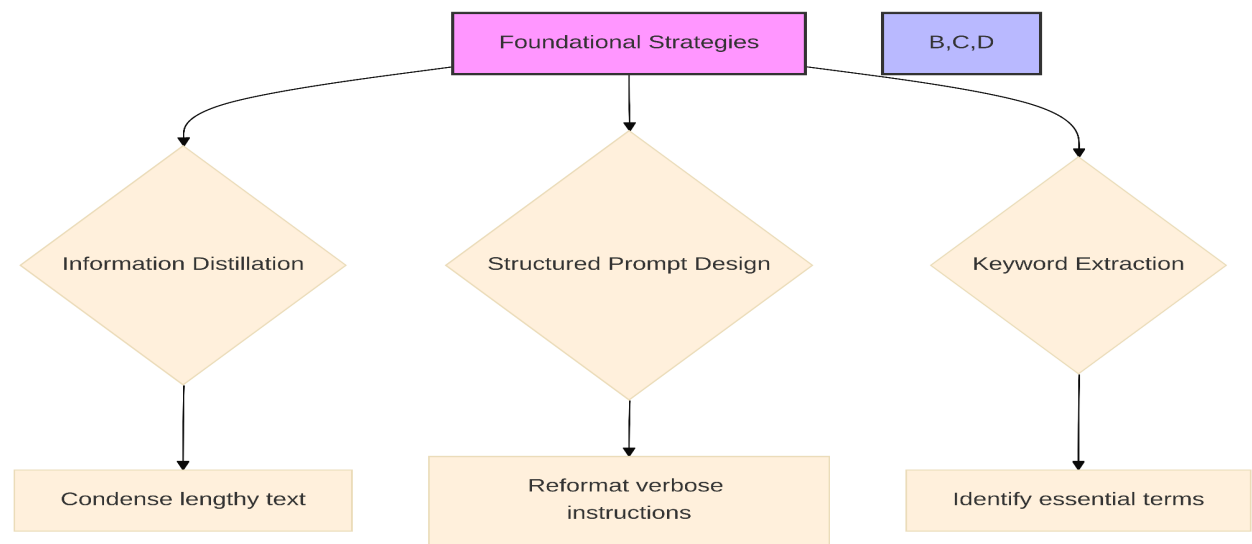 Foundational Strategies
B,C,D
Information Distillation
Structured Prompt Design
Keyword Extraction
Condense lengthy text
Reformat verbose
instructions
Identify essential terms